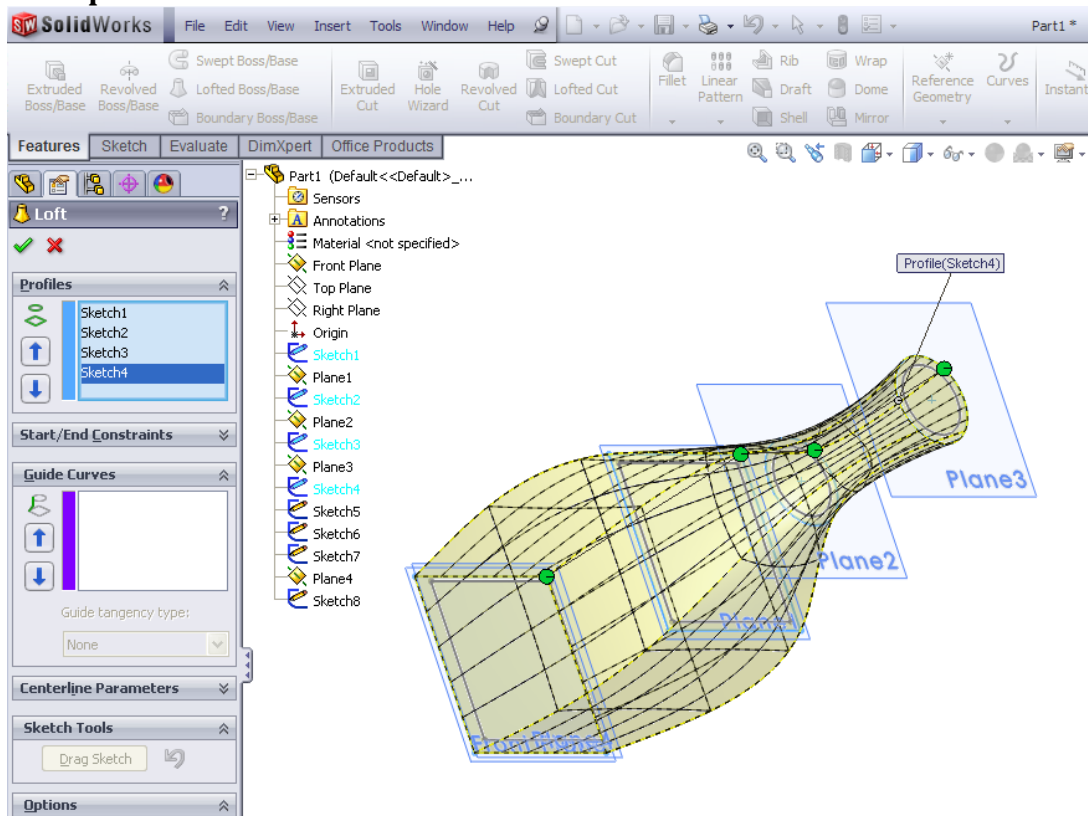 SolidWorks File Edit View Insert Tools Window Help Part1 *
Extruded Boss/Base
Revolved Boss/Base
Swept Boss/Base
Lofted Boss/Base
Boundary Boss/Base
Extruded Cut
Hole Wizard
Revolved Cut
Swept Cut
Lofted Cut
Boundary Cut
Fillet
Linear Pattern
Rib
Draft
Shell
Wrap
Dome
Mirror
Reference Geometry
Curves
Instant
Features Sketch Evaluate DimXpert Office Products
Loft ?
Profiles
Sketch1
Sketch2
Sketch3
Sketch4
Start/End Constraints
Guide Curves
Guide tangency type:
None
Centerline Parameters
Sketch Tools
Drag Sketch
Options
Part1 (Default<<Default>_...
Sensors
Annotations
Material <not specified>
Front Plane
Top Plane
Right Plane
Origin
Sketch1
Plane1
Sketch2
Plane2
Sketch3
Plane3
Sketch4
Sketch5
Sketch6
Sketch7
Plane4
Sketch8
Profile(Sketch4)
Plane3
Plane2